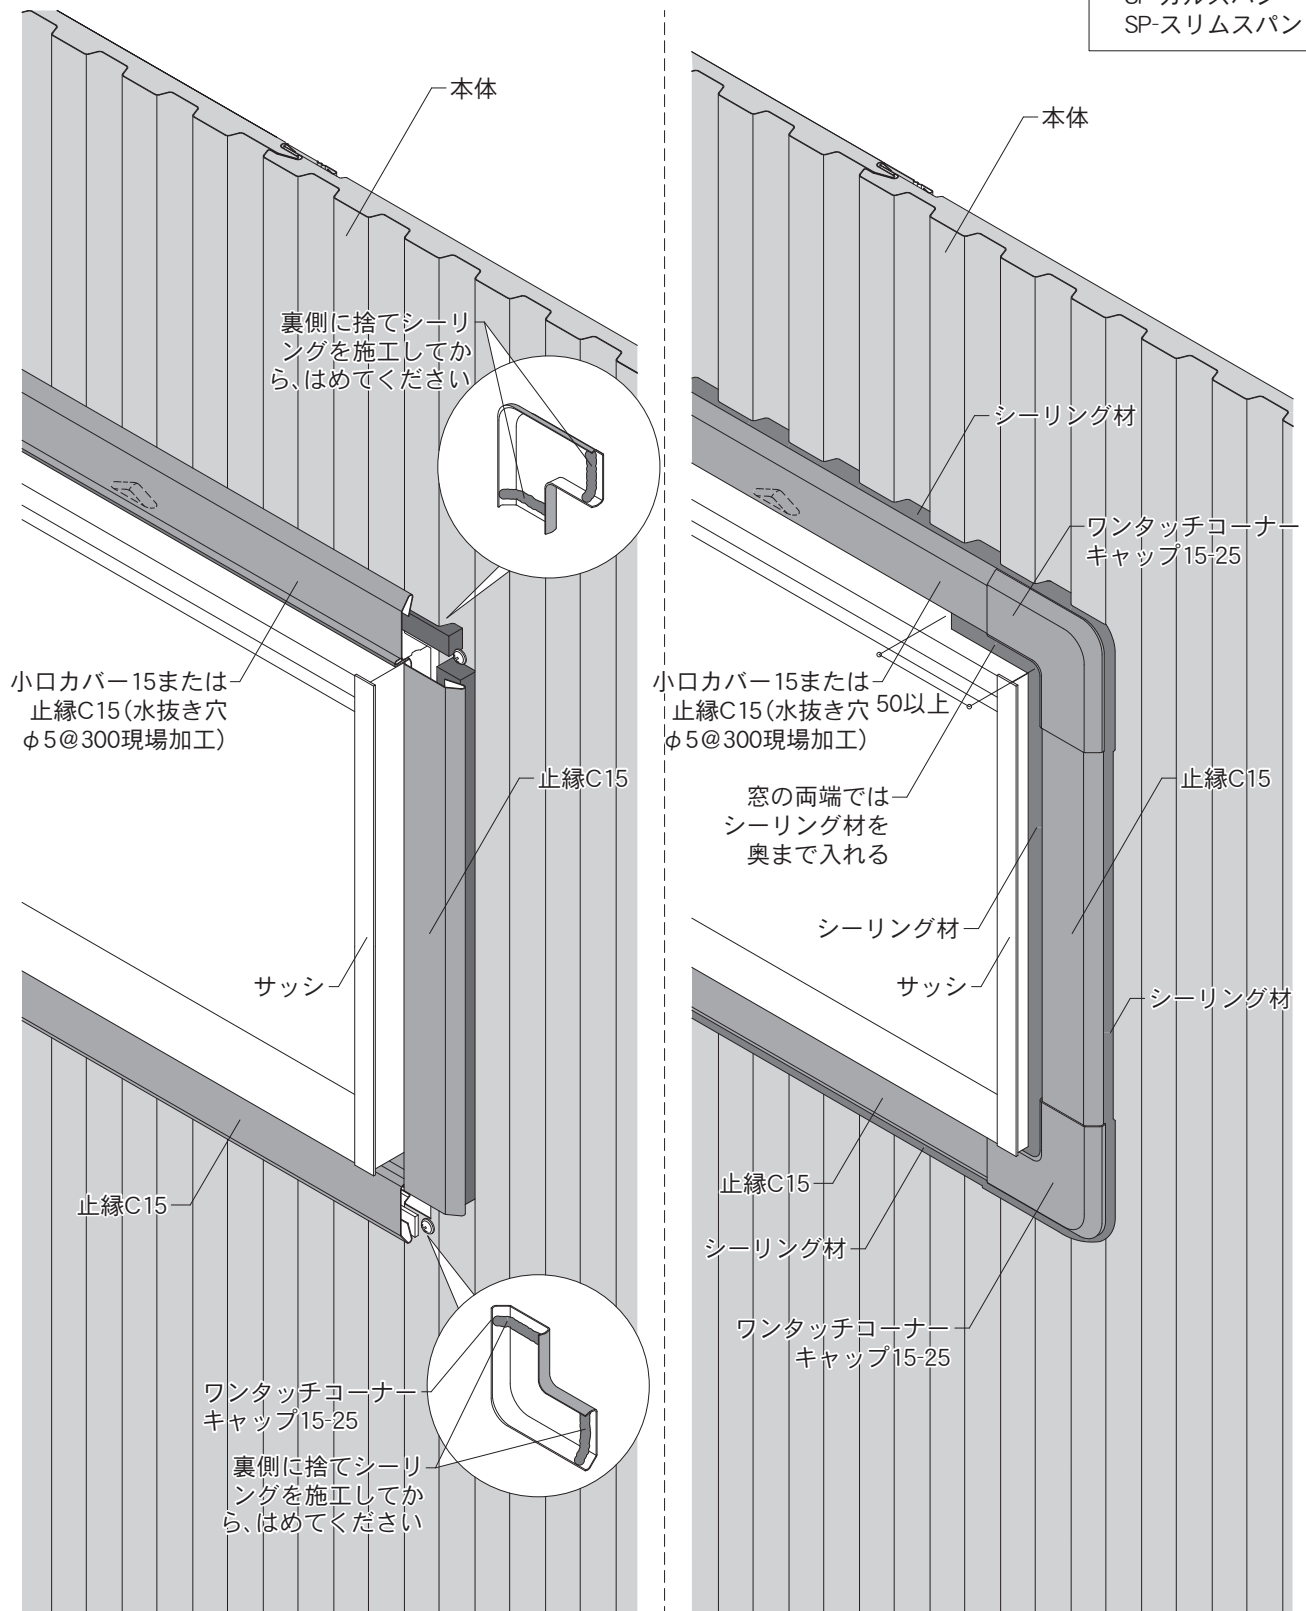 SP-ガルスパン
SP-スリムスパン
本体
裏側に捨てシーリ
ングを施工してか
ら、はめてください
小口カバー15または
止縁C15(水抜き穴
φ5@300現場加工)
止縁C15
サッシ
止縁C15
ワンタッチコーナー
キャップ15-25
裏側に捨てシーリ
ングを施工してか
ら、はめてください
本体
シーリング材
ワンタッチコーナー
キャップ15-25
小口カバー15または
止縁C15(水抜き穴
φ5@300現場加工)
50以上
窓の両端では
シーリング材を
奥まで入れる
止縁C15
シーリング材
サッシ
シーリング材
止縁C15
シーリング材
ワンタッチコーナー
キャップ15-25